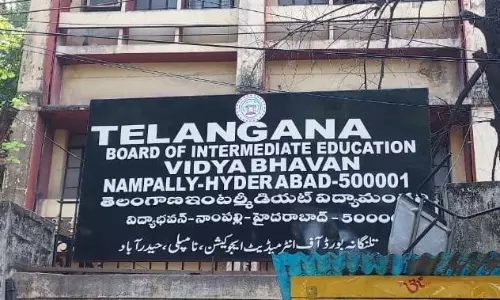 TELANGANA
BOARD OF INTERMEDIATE EDUCATION
VIDYA BHAVAN
NAMPALLY-HYDERABAD-500001
తెలంగాణ ఇంటర్మీడియట్ విద్యామండలి
విద్యాభవన్-నాంపల్లి-హైదరాబాద్ - 50000
تلنگانہ بورڈ آف انٹرمیڈیٹ ایجوکیشن، نامپلی، حیدرآباد